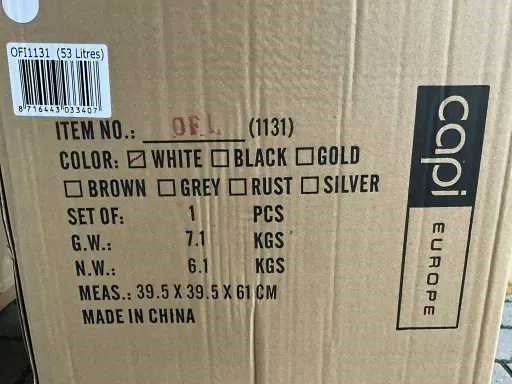 OFI1131 (53 Litres)
8 716443 033407
ITEM NO.: OFL (1131)
COLOR: ☑ WHITE ☐ BLACK ☐ GOLD
☐ BROWN ☐ GREY ☐ RUST ☐ SILVER
SET OF: 1 PCS
G.W.: 7.1 KGS
N.W.: 6.1 KGS
MEAS.: 39.5 X 39.5 X 61 CM
MADE IN CHINA
capi
EUROPE